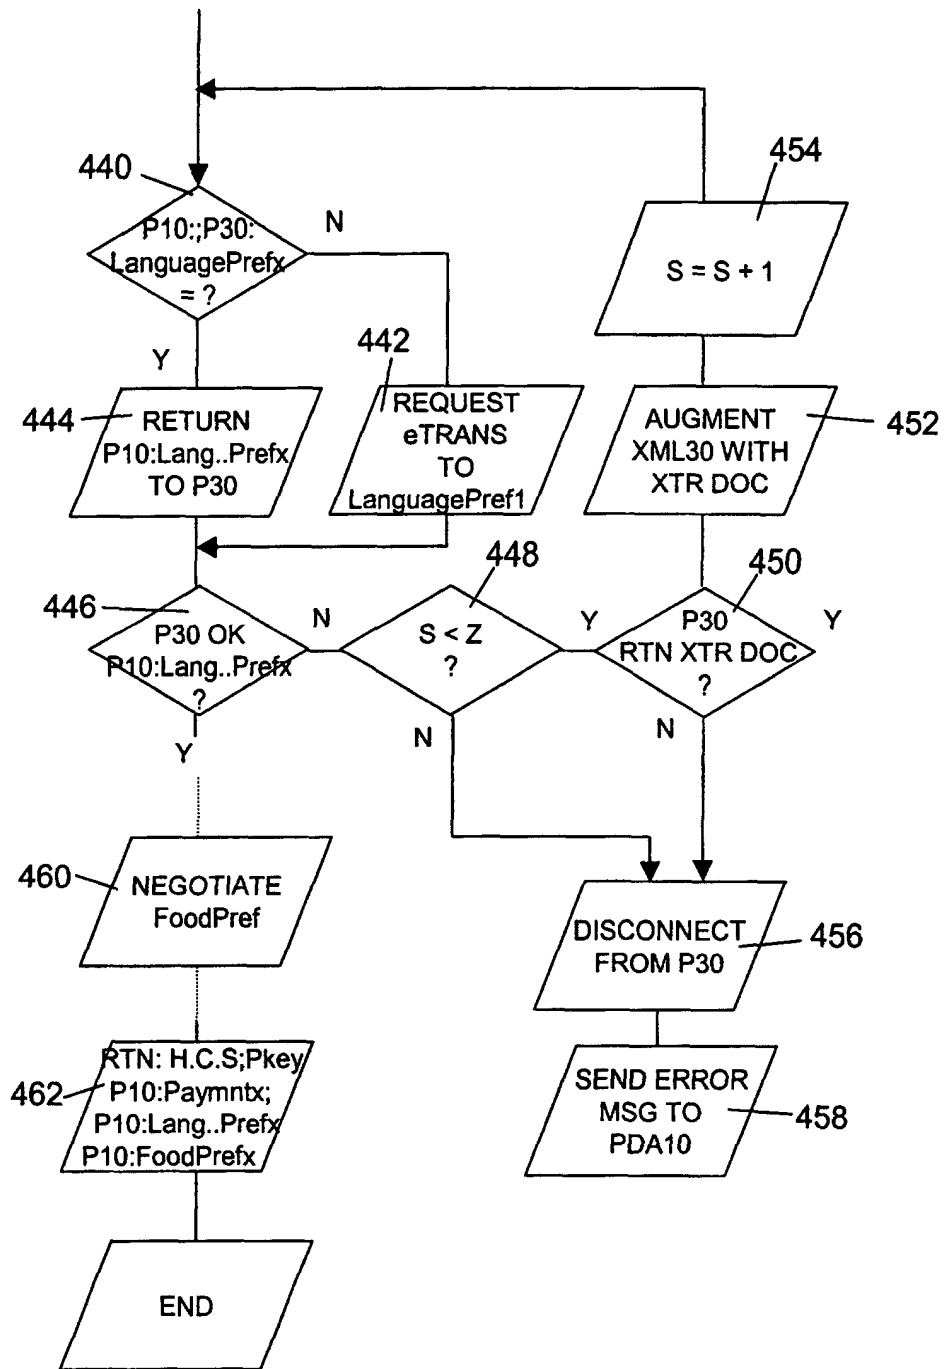 440
P10:;P30:
LanguagePrefx
= ?
N
Y
454
S = S + 1
442
REQUEST
eTRANS
TO
LanguagePref1
444
RETURN
P10:Lang..Prefx
TO P30
AUGMENT
XML30 WITH
XTR DOC
452
446
P30 OK
P10:Lang..Prefx
?
N
Y
448
S < Z
?
Y
N
450
P30
RTN XTR DOC
?
Y
N
460
NEGOTIATE
FoodPref
DISCONNECT
FROM P30
456
462
RTN: H.C.S;Pkey
P10:Paymntx;
P10:Lang..Prefx
P10:FoodPrefx
SEND ERROR
MSG TO
PDA10
458
END